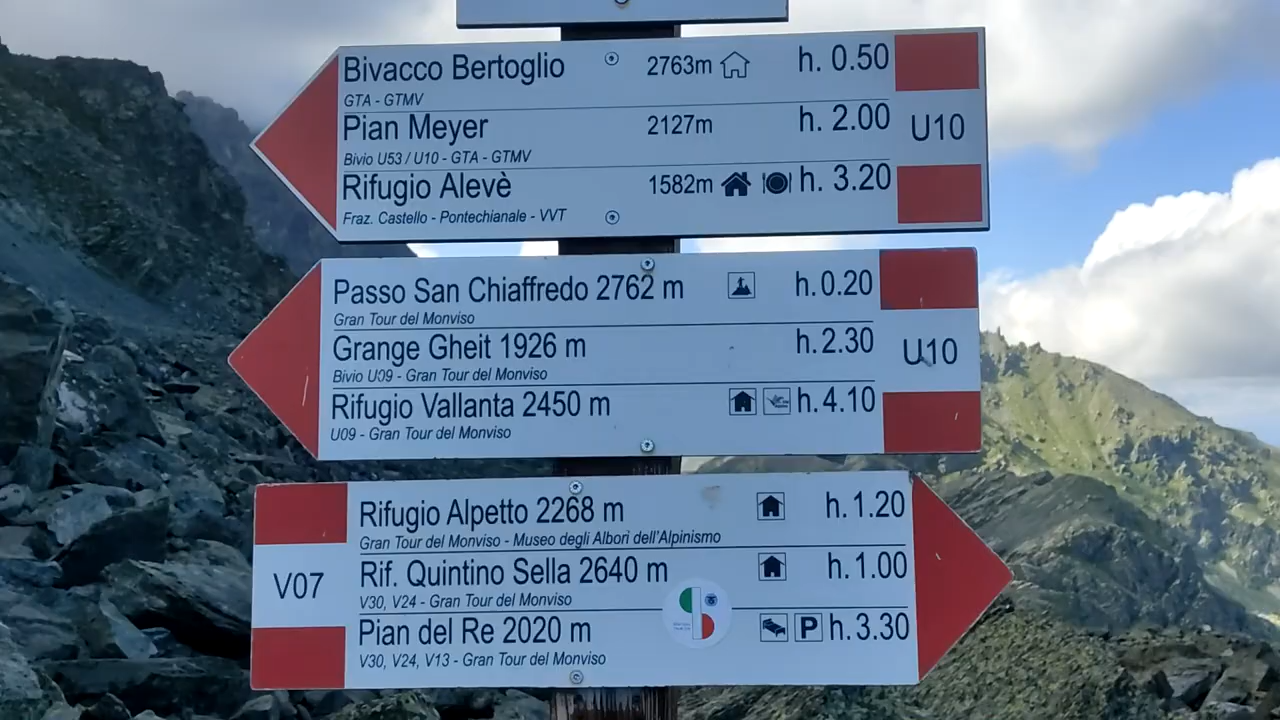 Bivacco Bertoglio 2763m h. 0.50
GTA - GTMV
Pian Meyer 2127m h. 2.00
U10
Bivio U53 / U10 - GTA - GTMV
Rifugio Alevè 1582m h. 3.20
Fraz. Castello - Pontechianale - VVT
Passo San Chiaffredo 2762 m h.0.20
Gran Tour del Monviso
Grange Gheit 1926 m h.2.30
U10
Bivio U09 - Gran Tour del Monviso
Rifugio Vallanta 2450 m h.4.10
U09 - Gran Tour del Monviso
Rifugio Alpetto 2268 m h.1.20
Gran Tour del Monviso - Museo degli Albori dell'Alpinismo
V07
Rif. Quintino Sella 2640 m h.1.00
V30, V24 - Gran Tour del Monviso
Pian del Re 2020 m P h.3.30
V30, V24, V13 - Gran Tour del Monviso